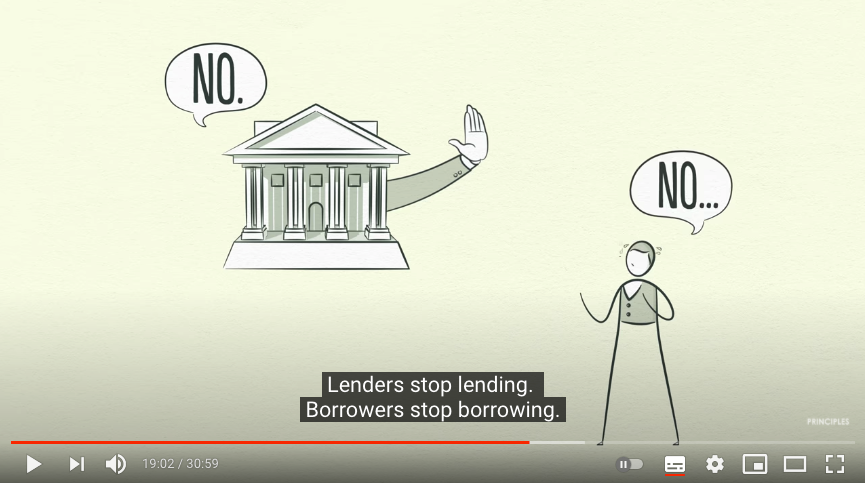 NO.
NO...
Lenders stop lending.
Borrowers stop borrowing.
PRINCIPLES
19:02 / 30:59